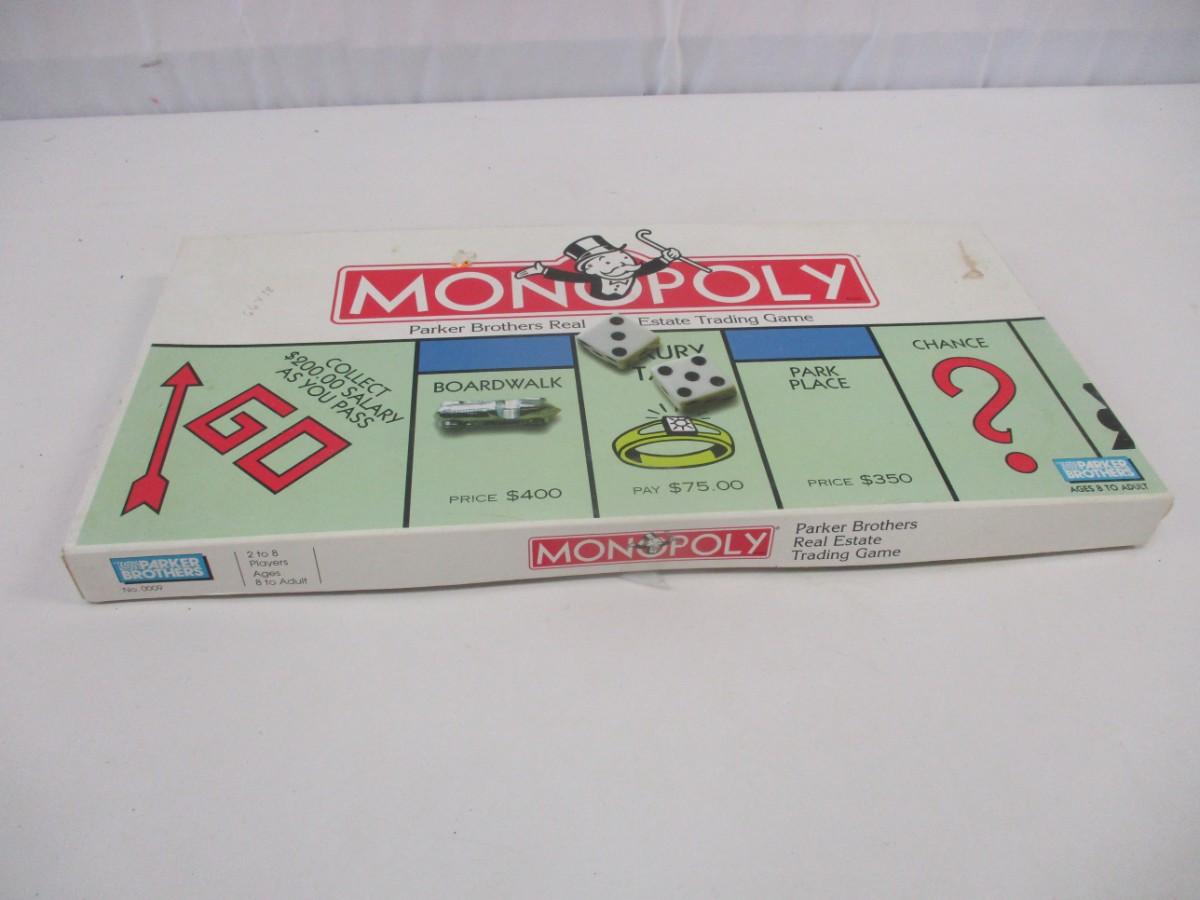 MONOPOLY
Parker Brothers Real Estate Trading Game
COLLECT
$200.00 SALARY
AS YOU PASS
GO
BOARDWALK
PRICE $400
PAY $75.00
PARK
PLACE
PRICE $350
CHANCE
?
PARKER
BROTHERS
AGES 8 TO ADULT
PARKER
BROTHERS
No. 0009
2 to 8
Players
Ages
8 to Adult
MONOPOLY
Parker Brothers
Real Estate
Trading Game